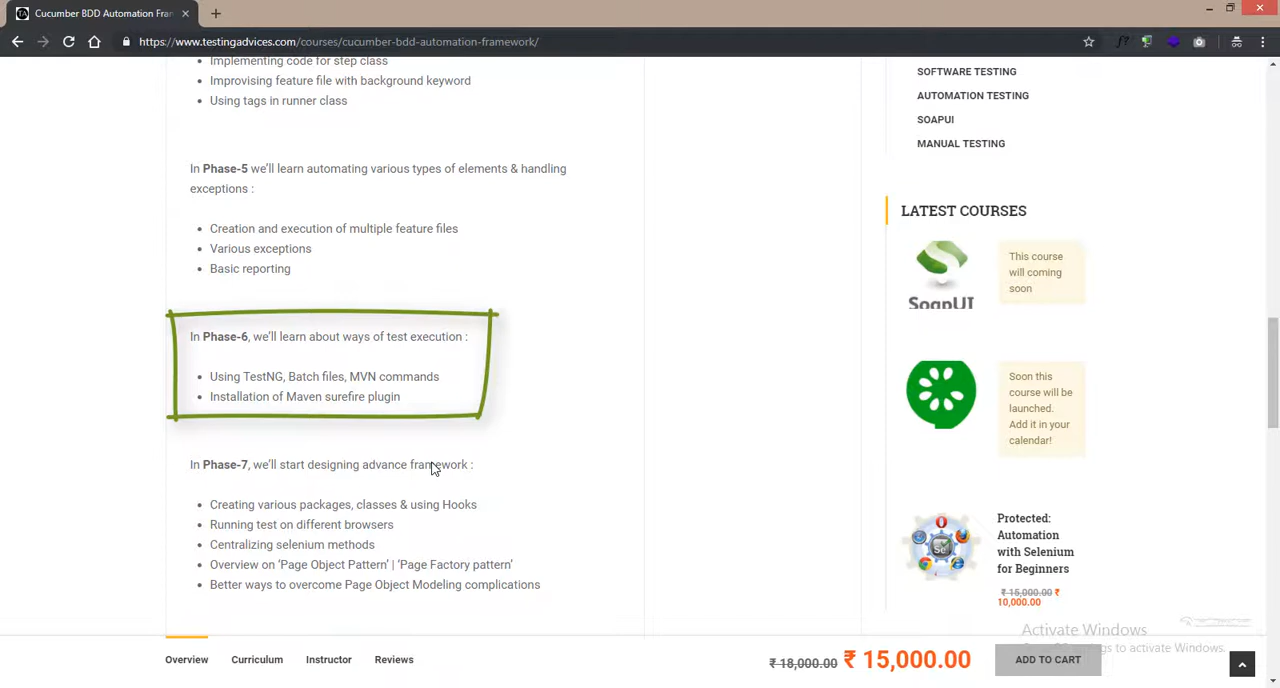 Cucumber BDD Automation Fran
https://www.testingadvices.com/courses/cucumber-bdd-automation-framework/
Implementing code for step class
Improvising feature file with background keyword
Using tags in runner class
In Phase-5 we'll learn automating various types of elements & handling
exceptions :
Creation and execution of multiple feature files
Various exceptions
Basic reporting
In Phase-6, we'll learn about ways of test execution :
Using TestNG, Batch files, MVN commands
Installation of Maven surefire plugin
In Phase-7, we'll start designing advance framework :
Creating various packages, classes & using Hooks
Running test on different browsers
Centralizing selenium methods
Overview on 'Page Object Pattern' | 'Page Factory pattern'
Better ways to overcome Page Object Modeling complications
SOFTWARE TESTING
AUTOMATION TESTING
SOAPUI
MANUAL TESTING
LATEST COURSES
SoapUI
This course
will coming
soon
Soon this
course will be
launched.
Add it in your
calendar!
Se
Protected:
Automation
with Selenium
for Beginners
₹ 15,000.00 ₹
10,000.00
Activate Windows
to activate Windows.
Overview
Curriculum
Instructor
Reviews
₹ 18,000.00 ₹ 15,000.00
ADD TO CART